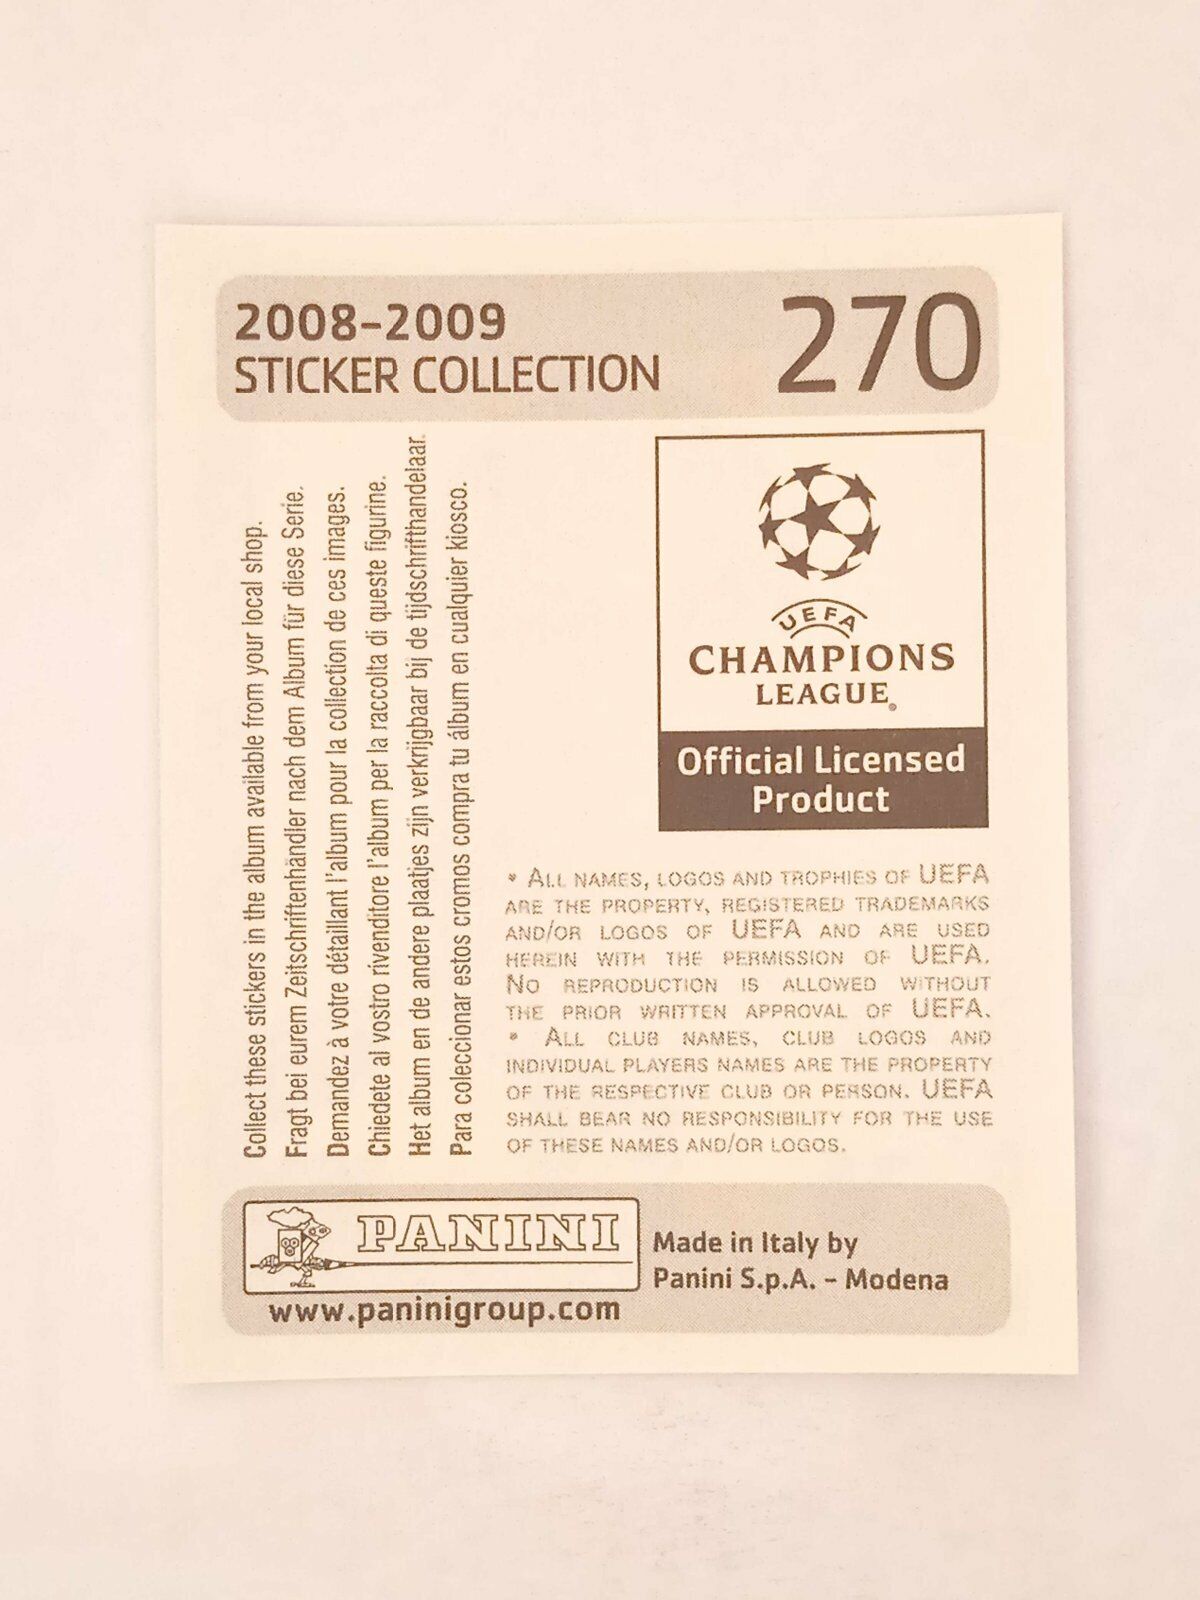 2008-2009
STICKER COLLECTION
270
Collect these stickers in the album available from your local shop.
Fragt bei eurem Zeitschriftenhändler nach dem Album für diese Serie.
Demandez à votre détaillant l'album pour la collection de ces images.
Chiedete al vostro rivenditore l'album per la raccolta di queste figurine.
Het album en de andere plaatjes zijn verkrijgbaar bij de tijdschrifthandelaar.
Para coleccionar estos cromos compra tu álbum en cualquier kiosco.
UEFA
CHAMPIONS
LEAGUE®
Official Licensed
Product
• ALL NAMES, LOGOS AND TROPHIES OF UEFA
ARE THE PROPERTY, REGISTERED TRADEMARKS
AND/OR LOGOS OF UEFA AND ARE USED
HEREIN WITH THE PERMISSION OF UEFA.
NO REPRODUCTION IS ALLOWED WITHOUT
THE PRIOR WRITTEN APPROVAL OF UEFA.
• ALL CLUB NAMES, CLUB LOGOS AND
INDIVIDUAL PLAYERS NAMES ARE THE PROPERTY
OF THE RESPECTIVE CLUB OR PERSON. UEFA
SHALL BEAR NO RESPONSIBILITY FOR THE USE
OF THESE NAMES AND/OR LOGOS.
PANINI
www.paninigroup.com
Made in Italy by
Panini S.p.A. - Modena